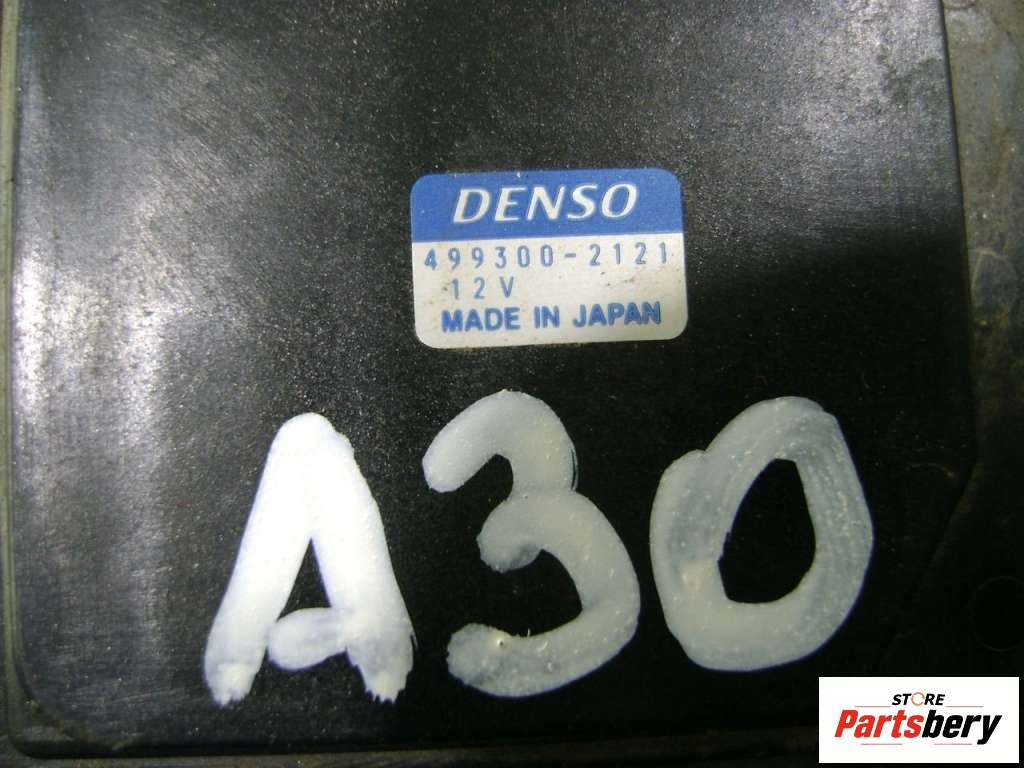 DENSO
499300-2121
12V
MADE IN JAPAN
A30
STORE
Partsbery